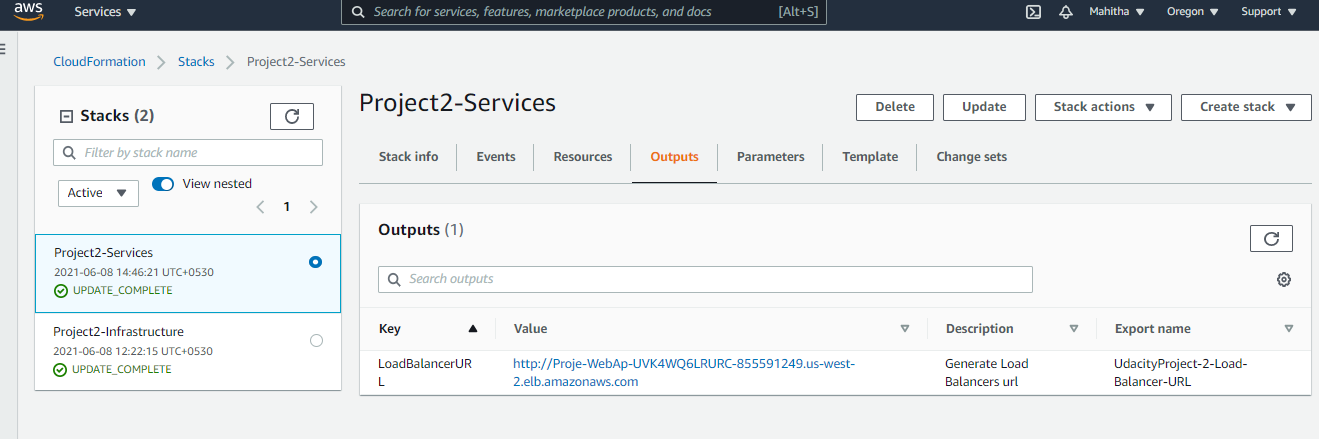 aws
Services
Search for services, features, marketplace products, and docs
[Alt+S]
Mahitha
Oregon
Support
CloudFormation
Stacks
Project2-Services
Stacks (2)
Filter by stack name
Active
View nested
1
Project2-Services
2021-06-08 14:46:21 UTC+0530
UPDATE_COMPLETE
Project2-Infrastructure
2021-06-08 12:22:15 UTC+0530
UPDATE_COMPLETE
Project2-Services
Delete
Update
Stack actions
Create stack
Stack info
Events
Resources
Outputs
Parameters
Template
Change sets
Outputs (1)
Search outputs
Key
Value
Description
Export name
LoadBalancerUR
L
http://Proje-WebAp-UVK4WQ6LRURC-855591249.us-west-
2.elb.amazonaws.com
Generate Load
Balancers url
UdacityProject-2-Load-
Balancer-URL